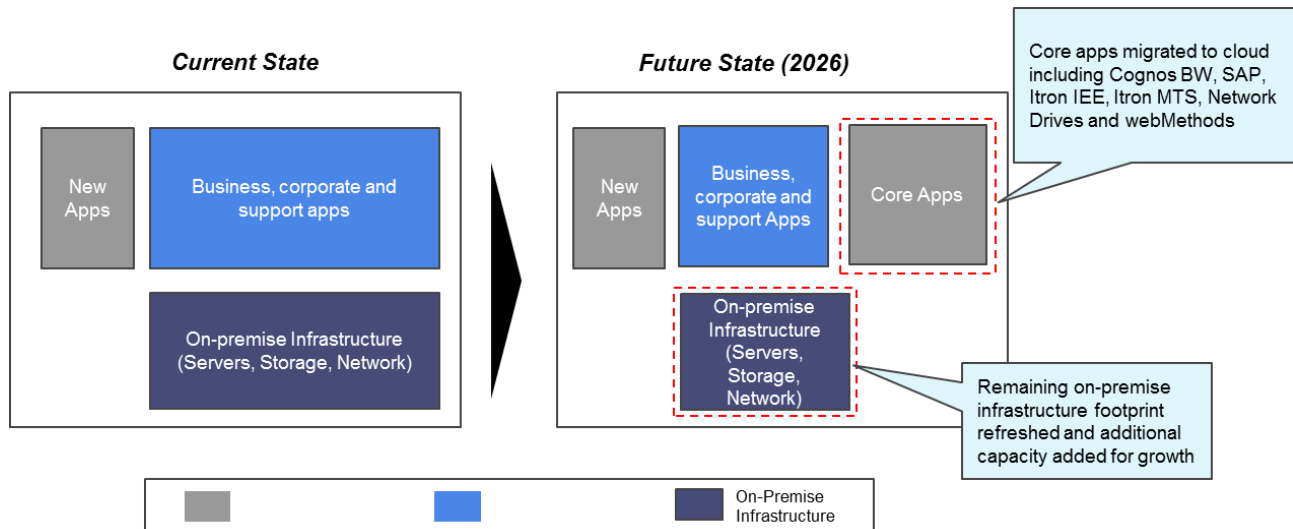 Current State
Future State (2026)
Core apps migrated to cloud
including Cognos BW, SAP,
Itron IEE, Itron MTS, Network
Drives and webMethods
New
Apps
Business, corporate and
support apps
On-premise Infrastructure
(Servers, Storage, Network)
New
Apps
Business,
corporate and
support Apps
Core Apps
On-premise
Infrastructure
(Servers,
Storage,
Network)
Remaining on-premise
infrastructure footprint
refreshed and additional
capacity added for growth
On-Premise
Infrastructure